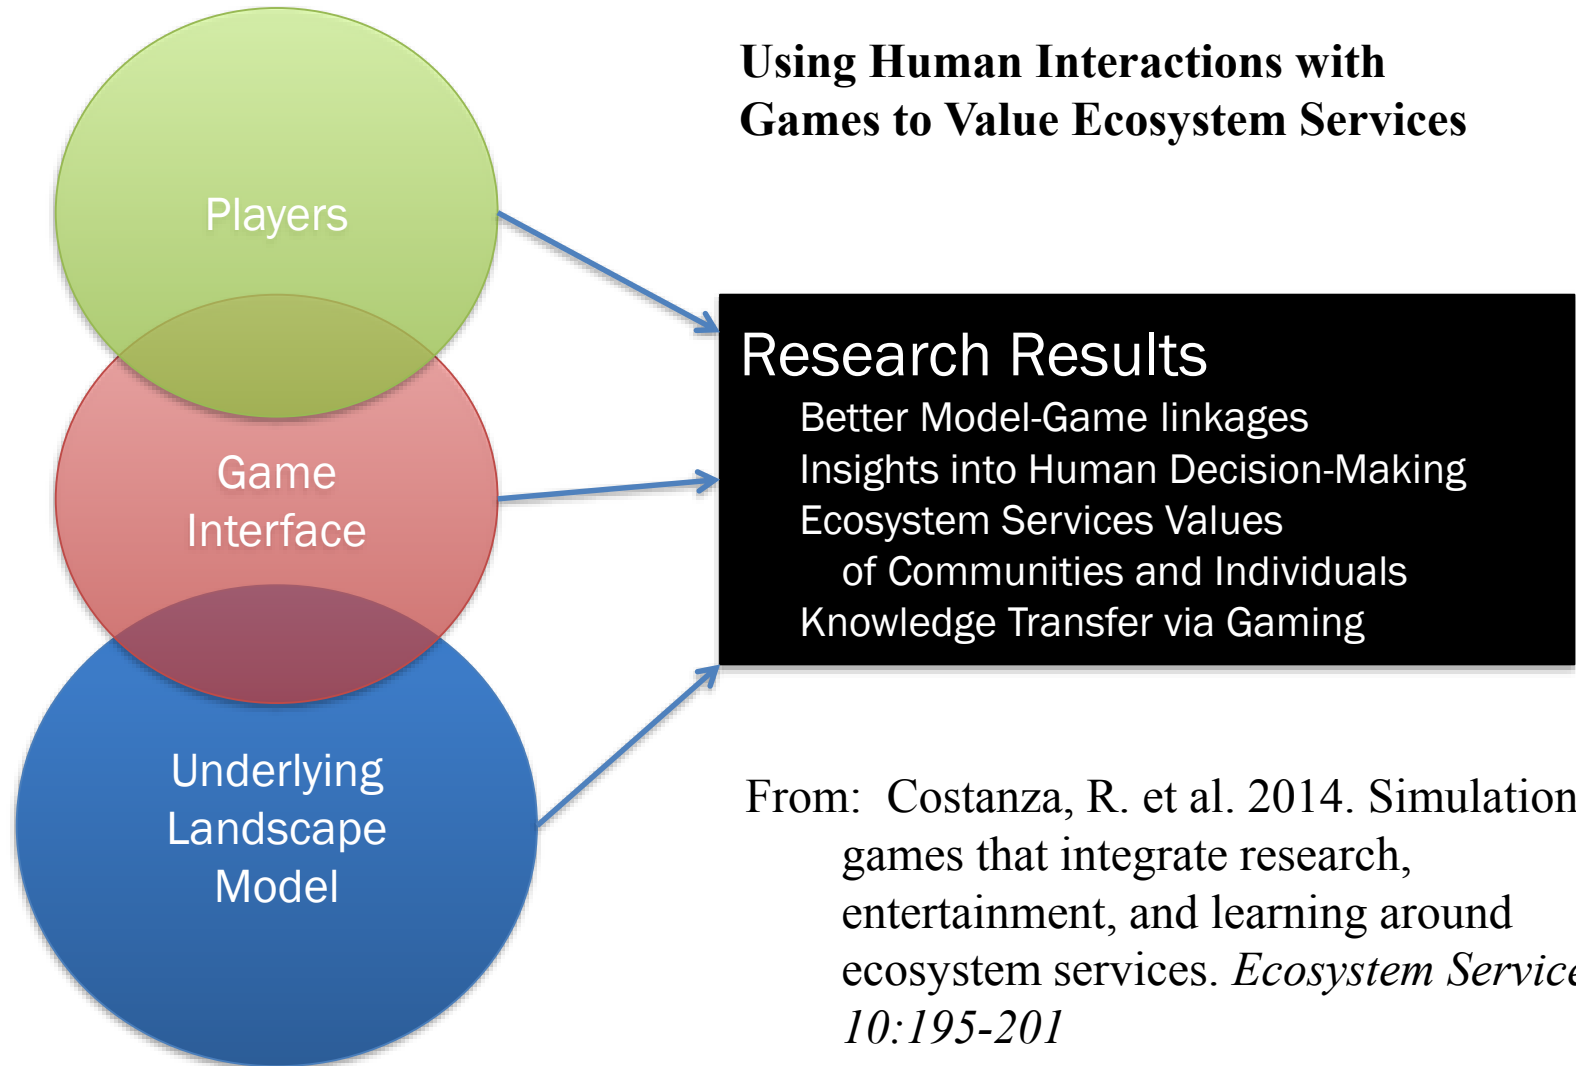 Using Human Interactions with
Games to Value Ecosystem Services
Players
Game
Interface
Underlying
Landscape
Model
Research Results
Better Model-Game linkages
Insights into Human Decision-Making
Ecosystem Services Values
of Communities and Individuals
Knowledge Transfer via Gaming
From: Costanza, R. et al. 2014. Simulation
games that integrate research,
entertainment, and learning around
ecosystem services. Ecosystem Service
10:195-201